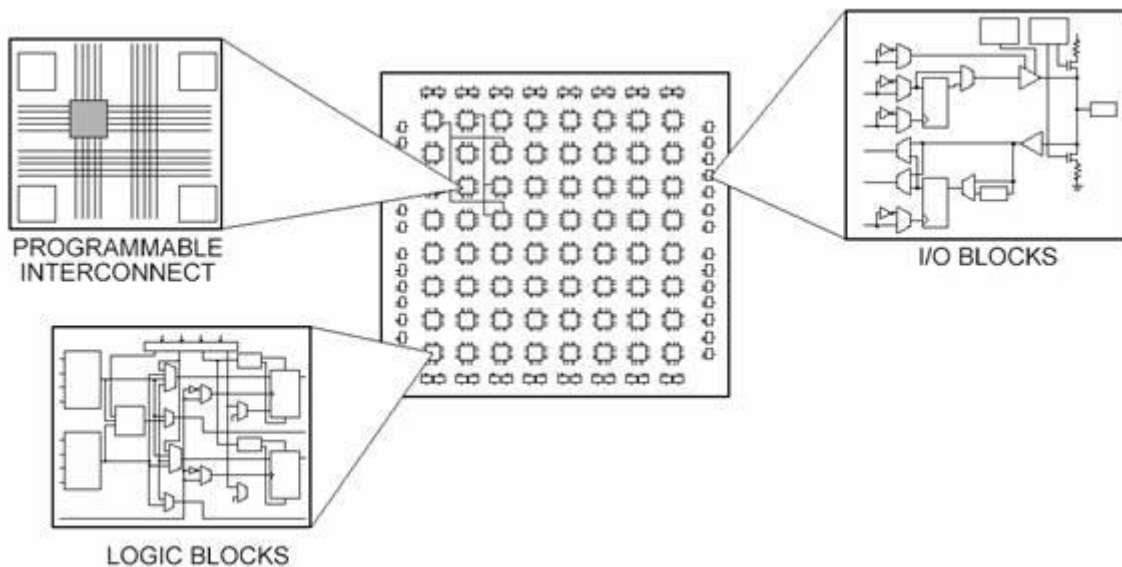 PROGRAMMABLE
INTERCONNECT
I/O BLOCKS
LOGIC BLOCKS